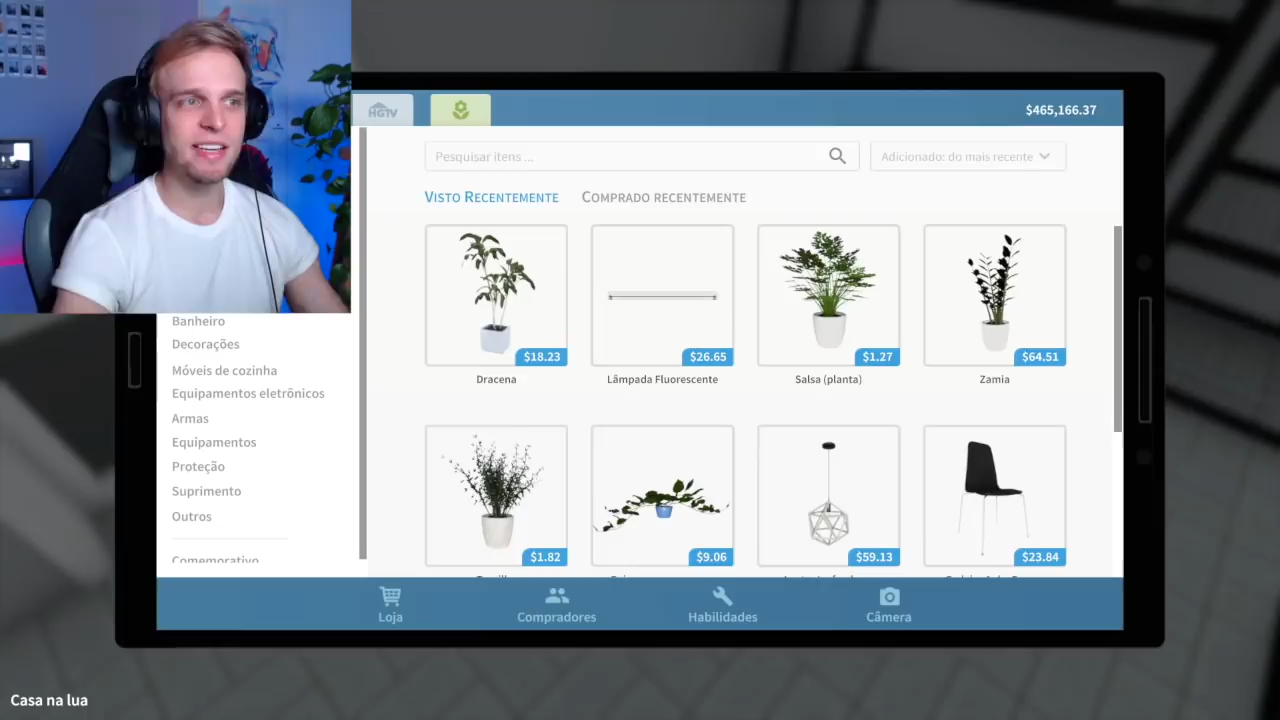 HGTV
$465,166.37
Pesquisar itens ...
Adicionado: do mais recente
VISTO RECENTEMENTE
COMPRADO RECENTEMENTE
$18.23
$26.65
$1.27
$64.51
Dracena
Lâmpada Fluorescente
Salsa (planta)
Zamia
Banheiro
Decorações
Móveis de cozinha
Equipamentos eletrônicos
Armas
Equipamentos
Proteção
Suprimento
Outros
Comemorativo
$1.82
$9.06
$59.13
$23.84
Loja
Compradores
Habilidades
Câmera
Casa na lua